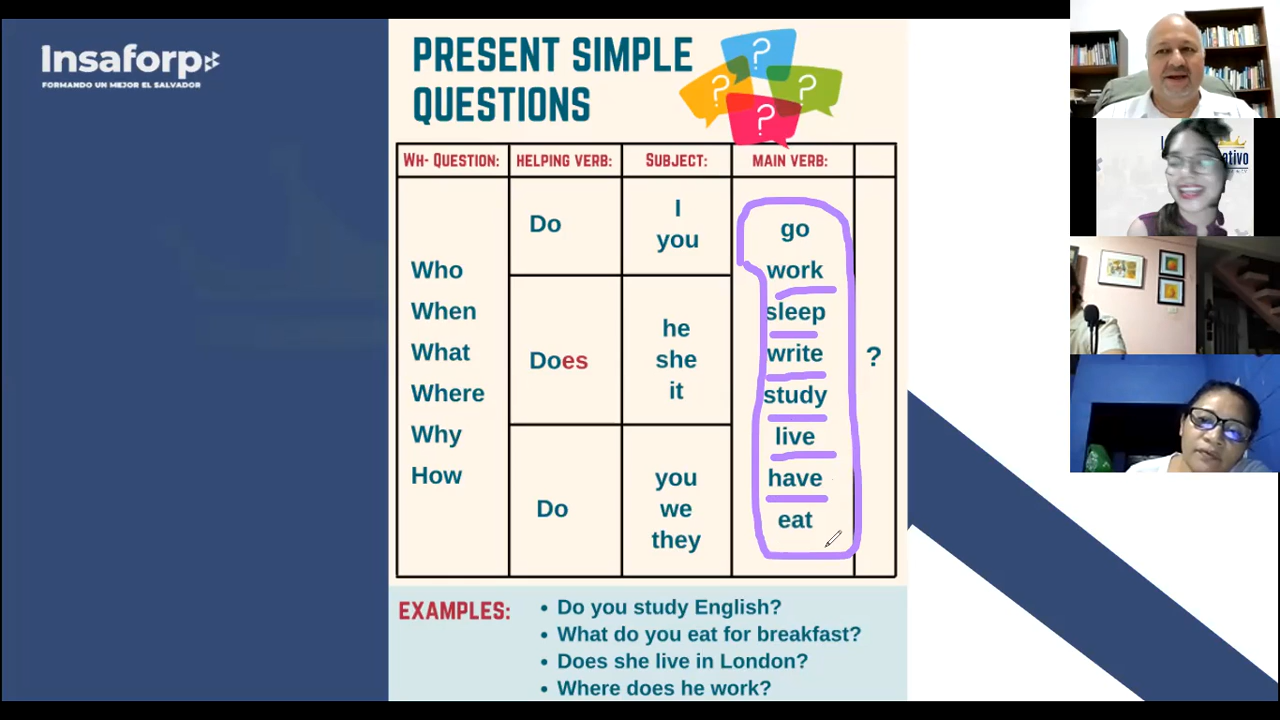 Insaforp
FORMANDO UN MEJOR EL SALVADOR
PRESENT SIMPLE
QUESTIONS
? ? ? ?
WH- QUESTION: HELPING VERB: SUBJECT: MAIN VERB:
Who
When
What
Where
Why
How
Do
Does
Do
I
you
he
she
it
you
we
they
go
work
sleep
write
study
live
have
eat
?
EXAMPLES:
• Do you study English?
• What do you eat for breakfast?
• Does she live in London?
• Where does he work?